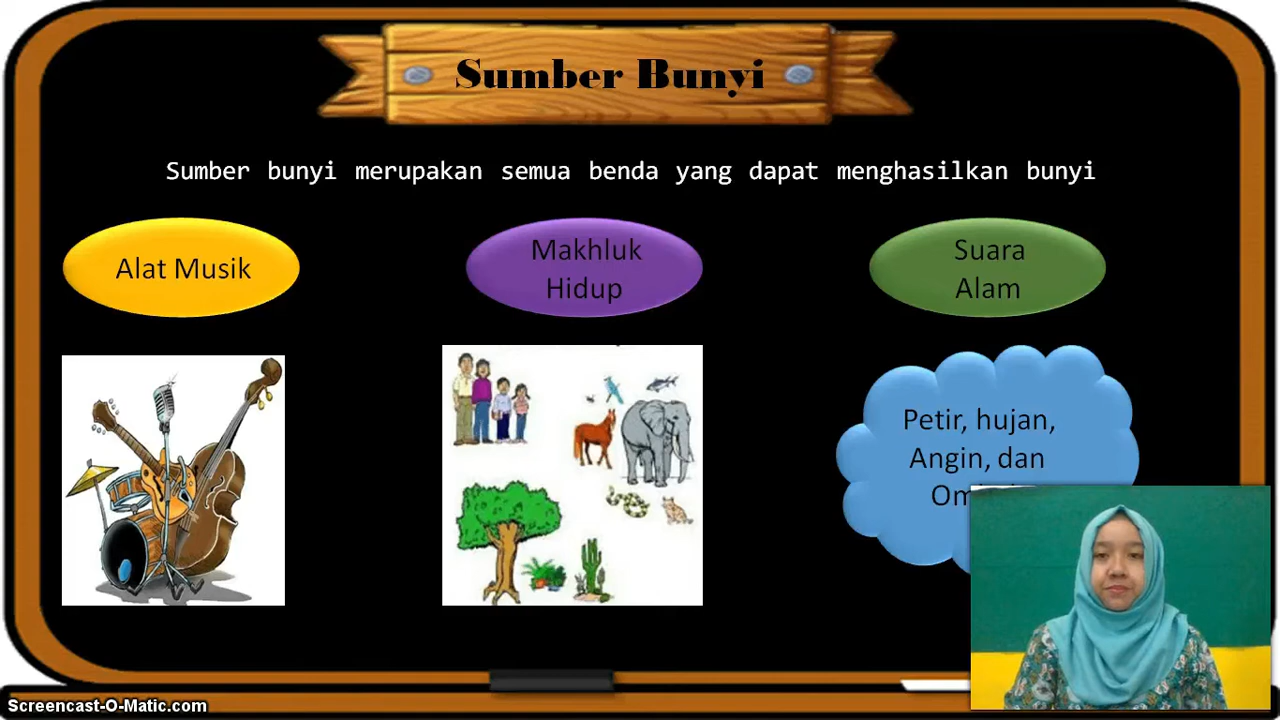 Sumber Bunyi
Sumber bunyi merupakan semua benda yang dapat menghasilkan bunyi
Alat Musik
Makhluk
Hidup
Suara
Alam
Petir, hujan,
Angin, dan
Screencast-O-Matic.com